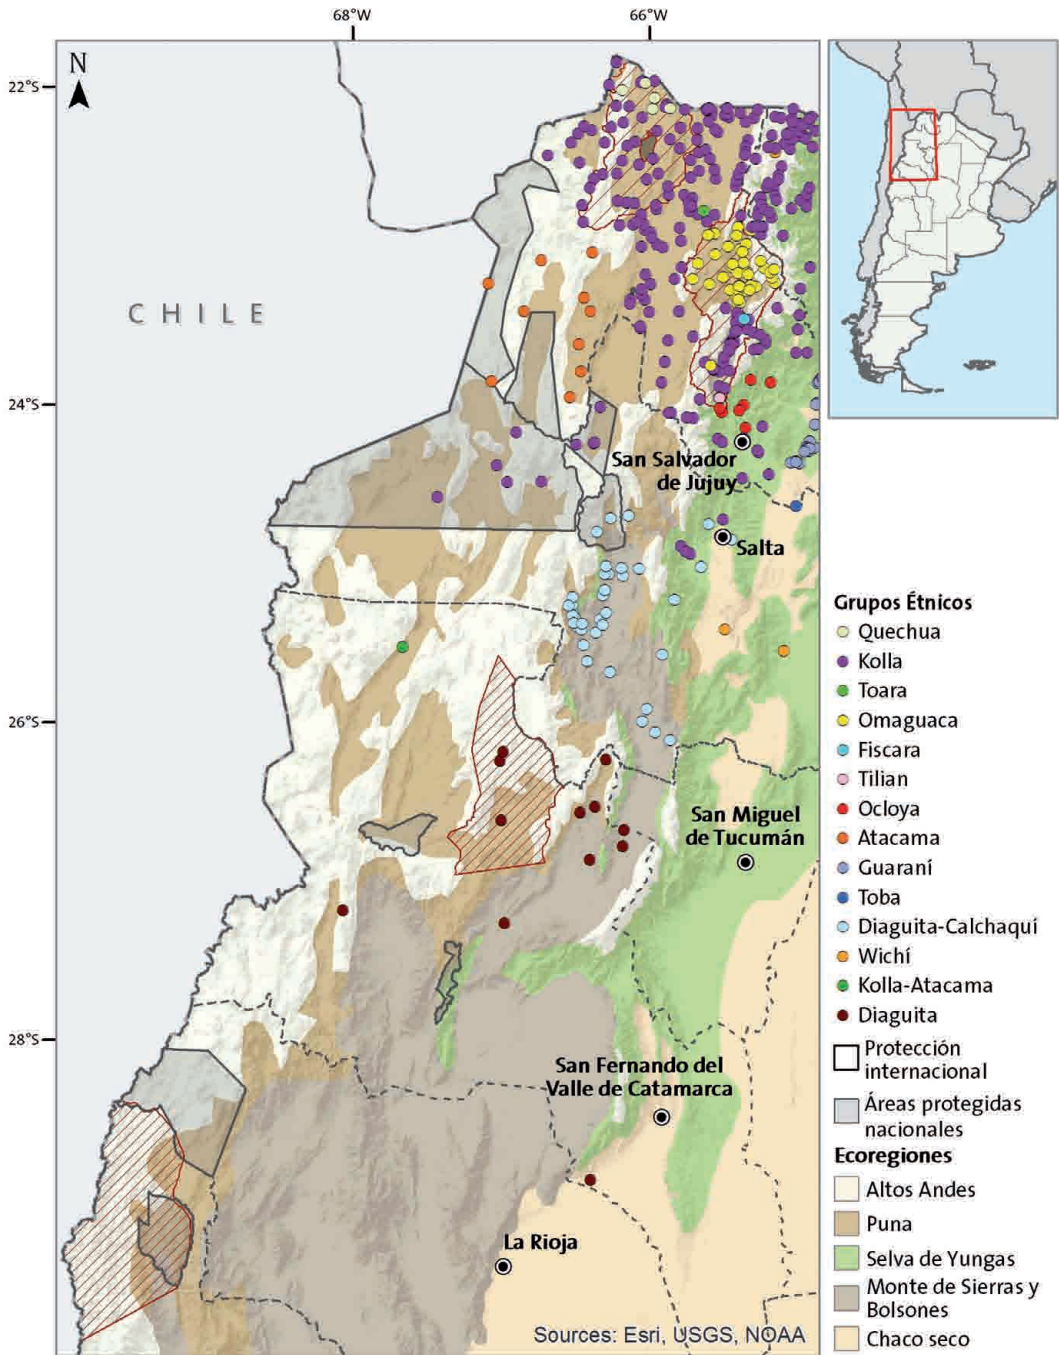 68°W
66°W
N
22°S
CHILE
24°S
San Salvador
de Jujuy
Salta
26°S
San Miguel
de Tucumán
28°S
San Fernando del
Valle de Catamarca
La Rioja
Sources: Esri, USGS, NOAA
Grupos Étnicos
Quechua
Kolla
Toara
Omaguaca
Fiscara
Tilian
Ocloya
Atacama
Guaraní
Toba
Diaguita-Calchaquí
Wichí
Kolla-Atacama
Diaguita
Protección
internacional
Áreas protegidas
nacionales
Ecoregiones
Altos Andes
Puna
Selva de Yungas
Monte de Sierras y
Bolsones
Chaco seco